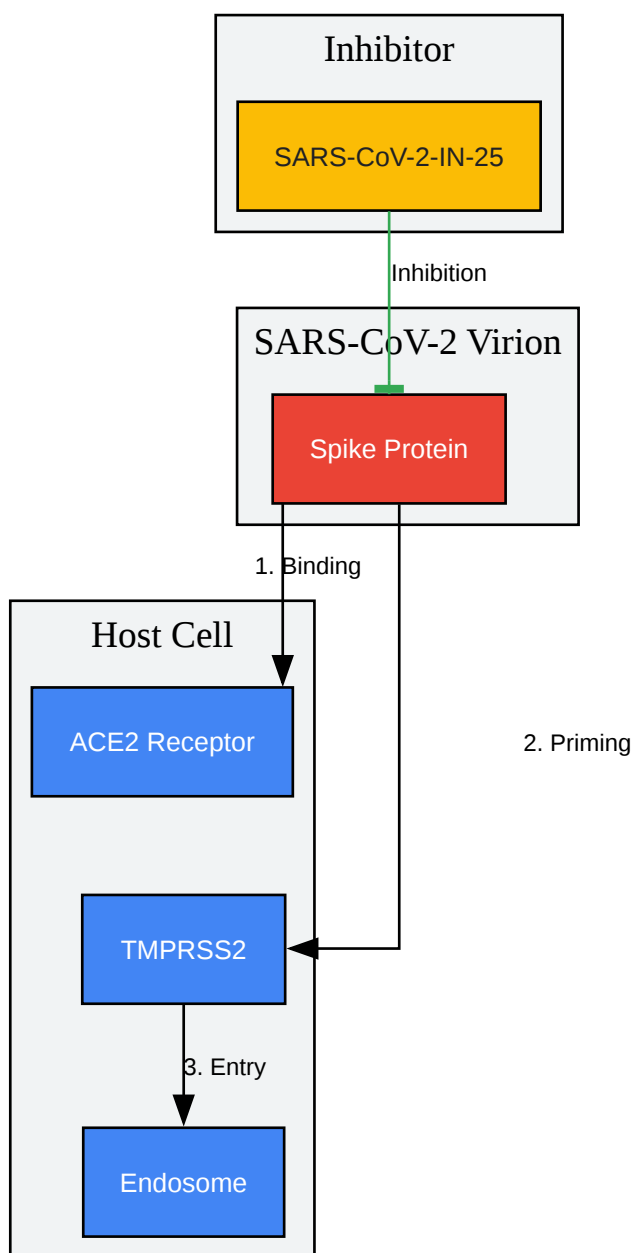 Inhibitor
SARS-CoV-2-IN-25
Inhibition
SARS-CoV-2 Virion
Spike Protein
1. Binding
Host Cell
ACE2 Receptor
2. Priming
TMPRSS2
3. Entry
Endosome